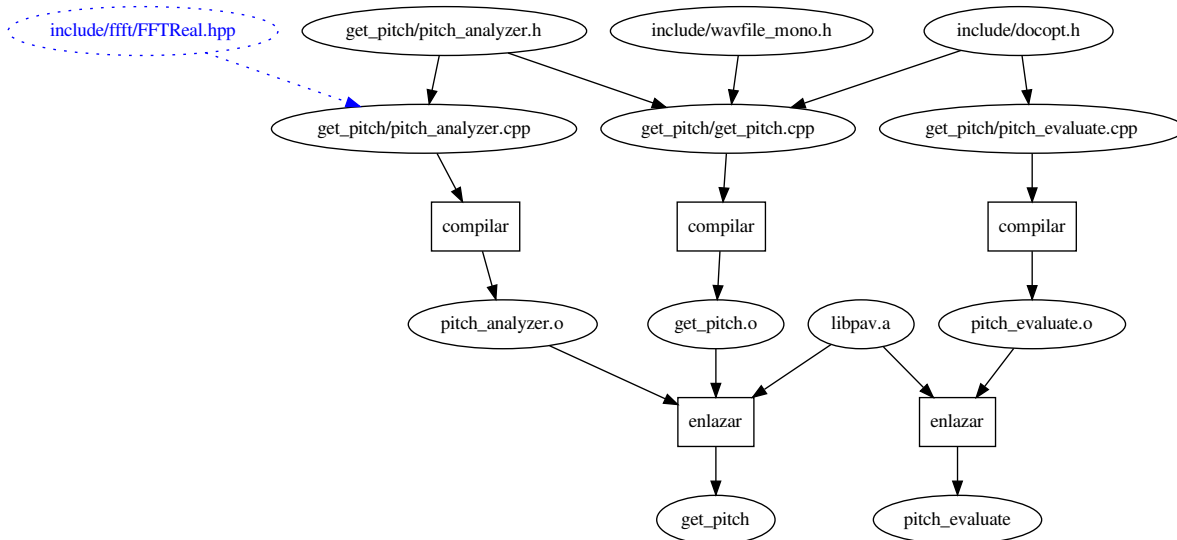 include/ffft/FFTReal.hpp
get_pitch/pitch_analyzer.h
include/wavfile_mono.h
include/docopt.h
get_pitch/pitch_analyzer.cpp
get_pitch/get_pitch.cpp
get_pitch/pitch_evaluate.cpp
compilar
compilar
compilar
pitch_analyzer.o
get_pitch.o
libpav.a
pitch_evaluate.o
enlazar
enlazar
get_pitch
pitch_evaluate